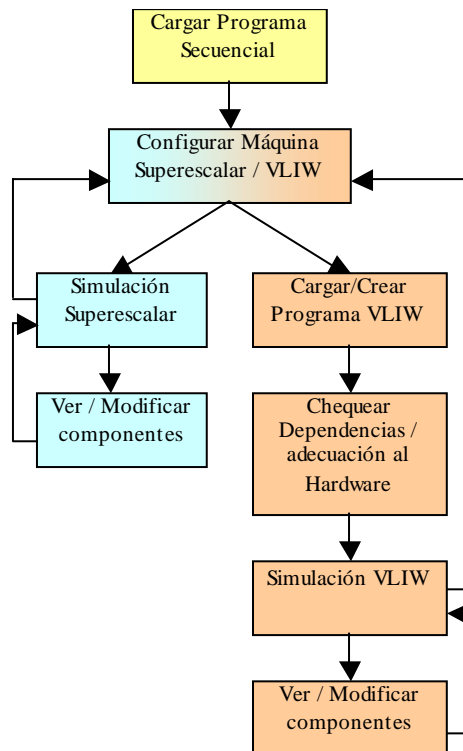 Cargar Programa
Secuencial
Configurar Máquina
Superescalar / VLIW
Simulación
Superescalar
Cargar/Crear
Programa VLIW
Ver / Modificar
componentes
Chequear
Dependencias /
adecuación al
Hardware
Simulación VLIW
Ver / Modificar
componentes